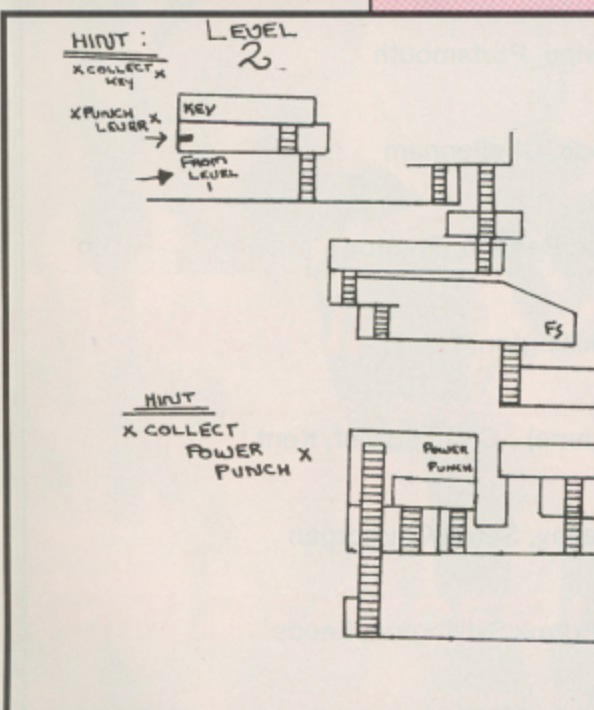 HINT :
LEVEL
2
x COLLECT x
KEY
x PUNCH x
LEVER
KEY
FROM
LEVEL
1
FS
HINT
x COLLECT
POWER x
PUNCH
POWER
PUNCH